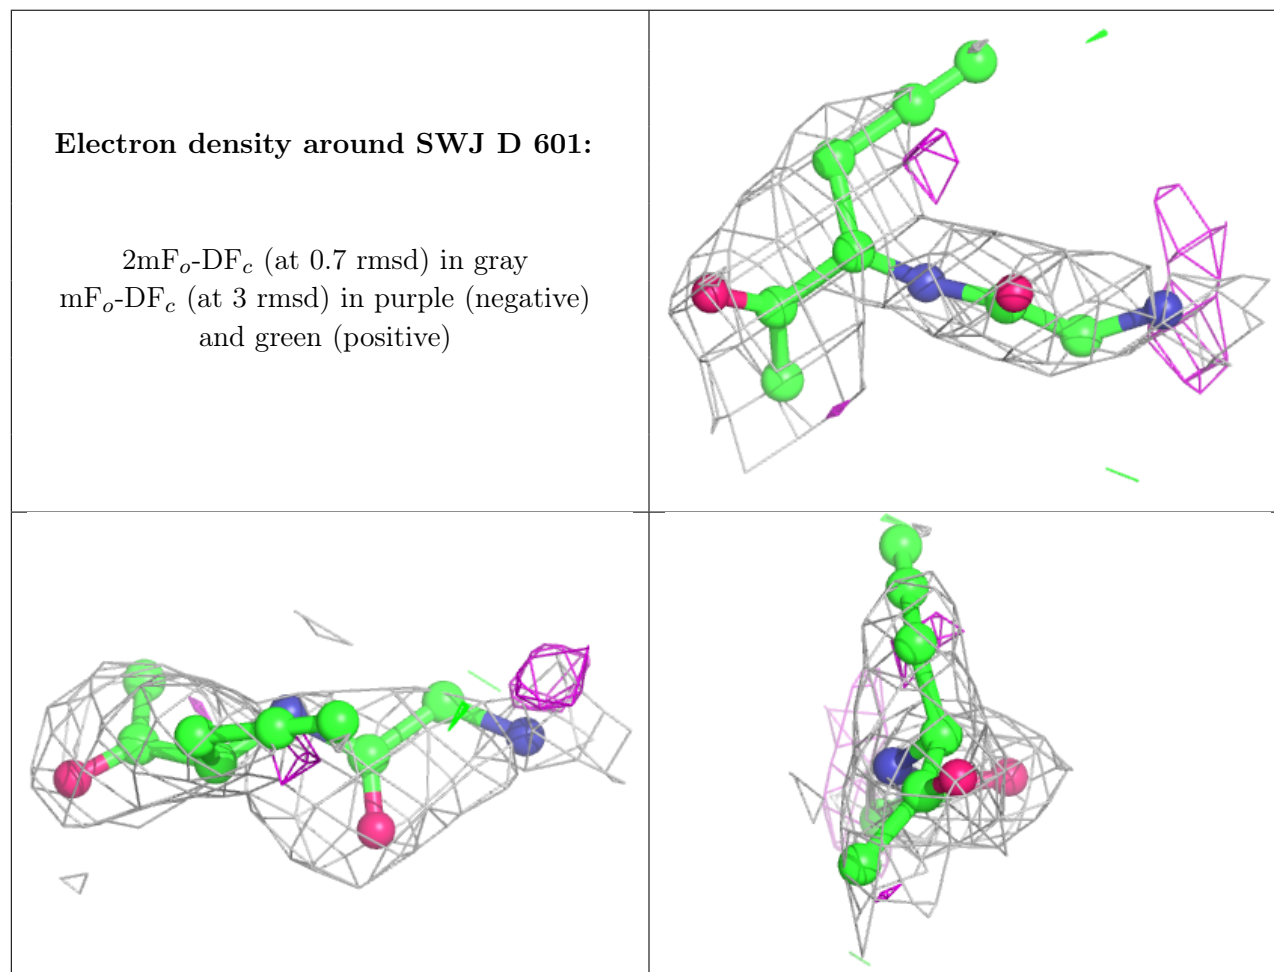 Electron density around SWJ D 601:
2mFo-DFc (at 0.7 rmsd) in gray
mFo-DFc (at 3 rmsd) in purple (negative)
and green (positive)